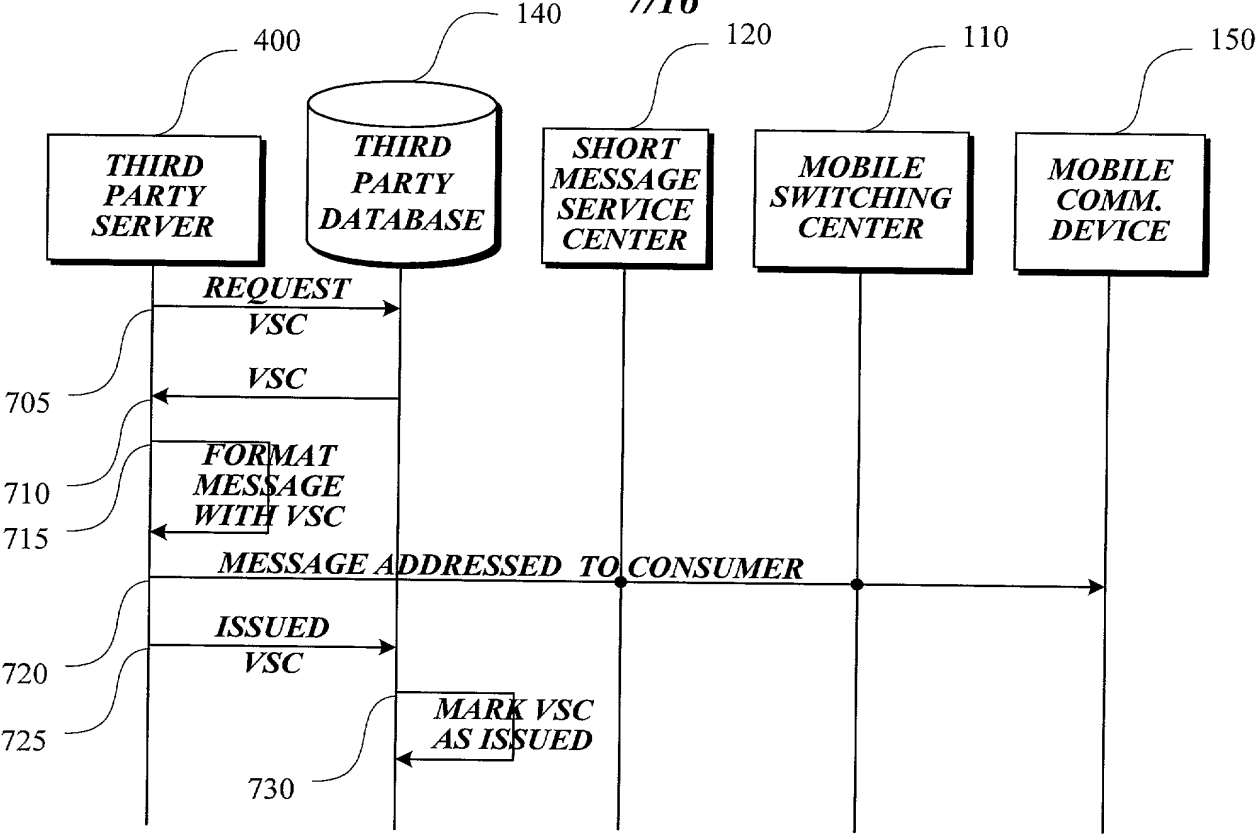 7/16
400
140
120
110
150
THIRD
PARTY
SERVER
THIRD
PARTY
DATABASE
SHORT
MESSAGE
SERVICE
CENTER
MOBILE
SWITCHING
CENTER
MOBILE
COMM.
DEVICE
REQUEST
VSC
705
VSC
710
FORMAT
MESSAGE
WITH VSC
715
MESSAGE ADDRESSED TO CONSUMER
720
ISSUED
VSC
725
MARK VSC
AS ISSUED
730